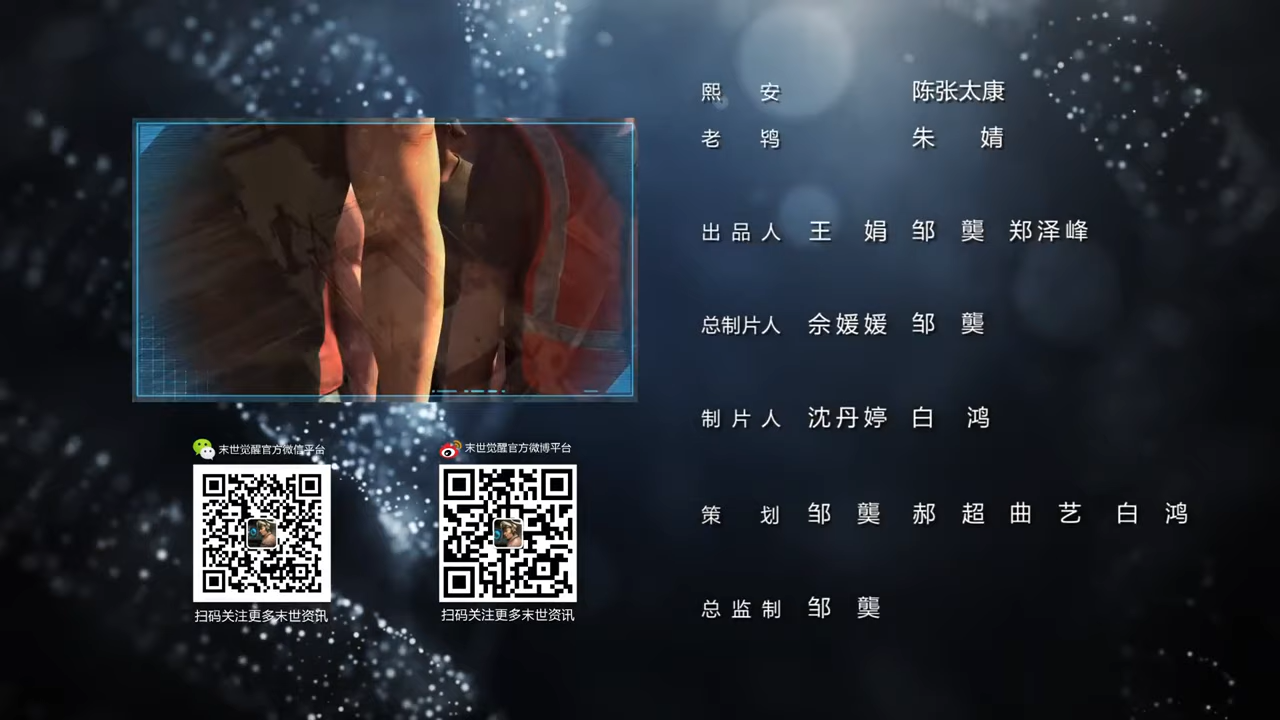 熙安 陈张太康
老鸨 朱婧
出品人 王娟 邹龑 郑泽峰
总制片人 佘媛媛 邹龑
制片人 沈丹婷 白鸿
策划 邹龑 郝超 曲艺 白鸿
总监制 邹龑
末世觉醒官方微信平台
末世觉醒官方微博平台
扫码关注更多末世资讯
扫码关注更多末世资讯